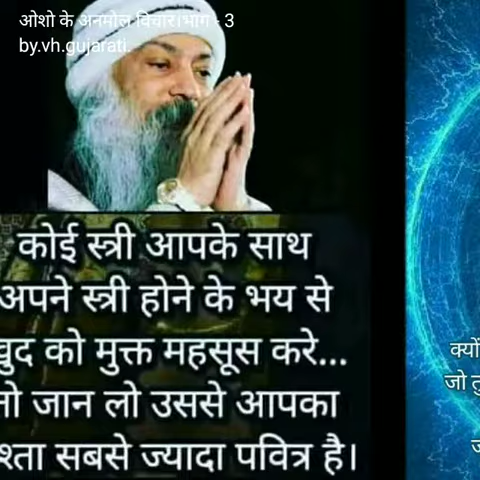 ओशो के अनमोल विचार।भाग - 3
by.vh.gujarati.
कोई स्त्री आपके साथ
अपने स्त्री होने के भय से
खुद को मुक्त महसूस करे...
तो जान लो उससे आपका
रिश्ता सबसे ज्यादा पवित्र है।
क्यों
जो